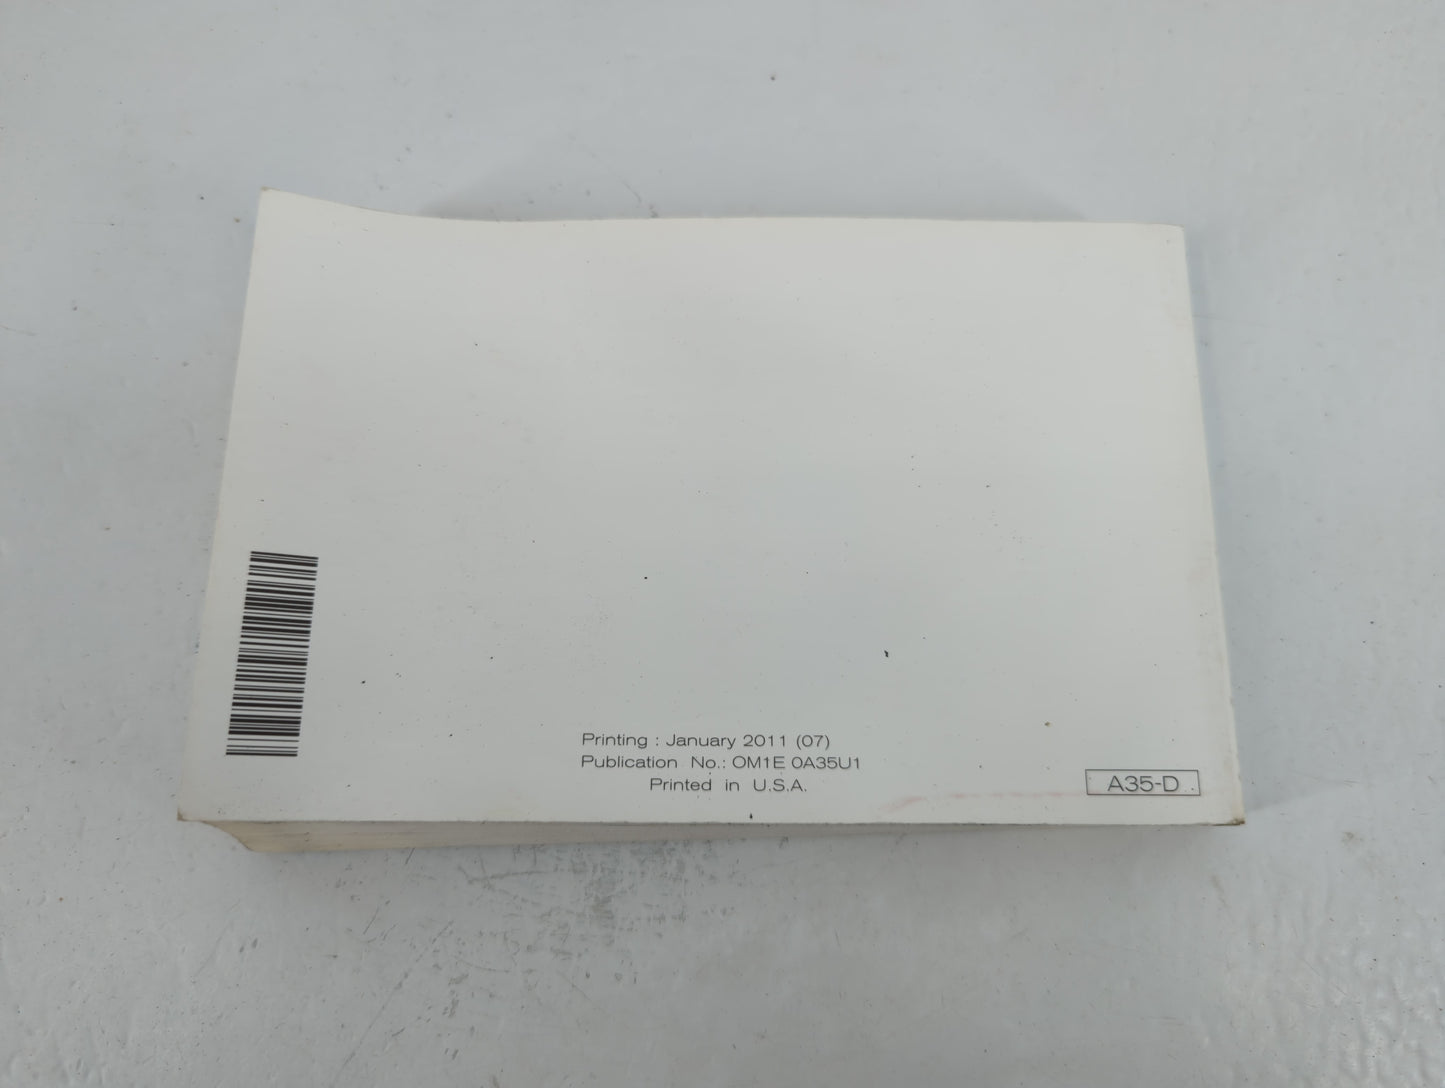 Printing : January 2011 (07)
Publication No.: OM1E 0A35U1
Printed in U.S.A.
A35-D